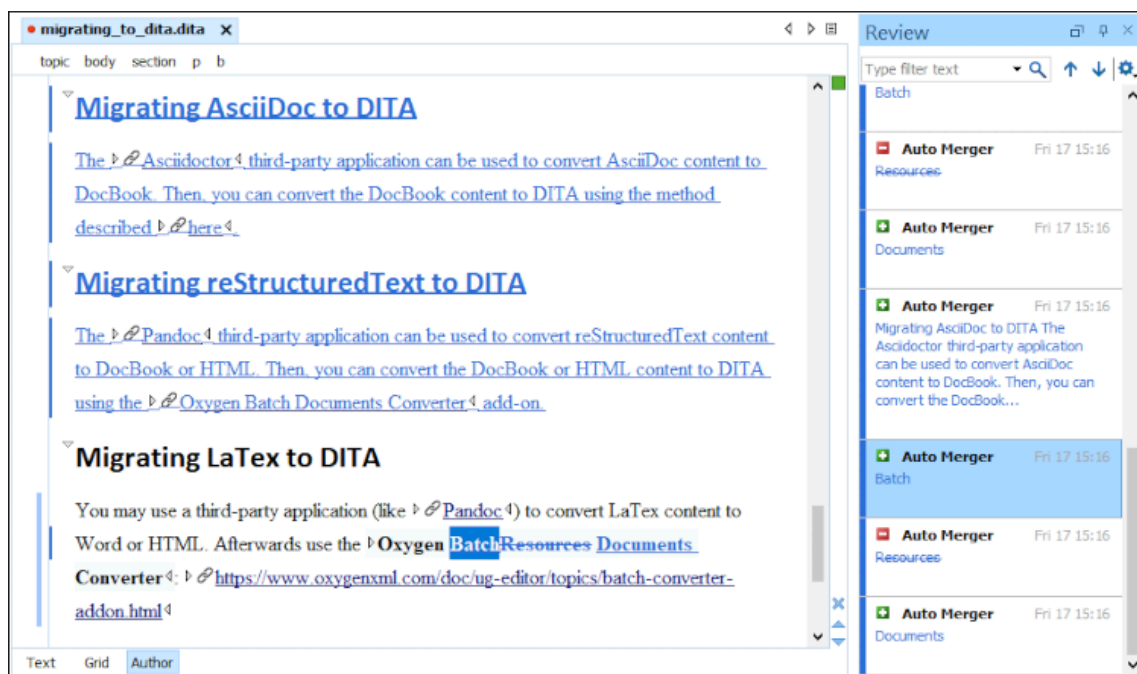 migrating_to_dita.dita X
topic body section p b
Migrating AsciiDoc to DITA
The Asciidoctor third-party application can be used to convert AsciiDoc content to
DocBook. Then, you can convert the DocBook content to DITA using the method
described here.
Migrating reStructuredText to DITA
The Pandoc third-party application can be used to convert reStructuredText content
to DocBook or HTML. Then, you can convert the DocBook or HTML content to DITA
using the Oxygen Batch Documents Converter add-on.
Migrating LaTex to DITA
You may use a third-party application (like Pandoc) to convert LaTex content to
Word or HTML. Afterwards use the Oxygen BatchResources Documents
Converter: https://www.oxygenxml.com/doc/ug-editor/topics/batch-converter-
addon.html
Text Grid Author
Review
Type filter text
Batch
Auto Merger Fri 17 15:16
Resources
Auto Merger Fri 17 15:16
Documents
Auto Merger Fri 17 15:16
Migrating AsciiDoc to DITA The
Asciidoctor third-party application
can be used to convert AsciiDoc
content to DocBook. Then, you can
convert the DocBook...
Auto Merger Fri 17 15:16
Batch
Auto Merger Fri 17 15:16
Resources
Auto Merger Fri 17 15:16
Documents